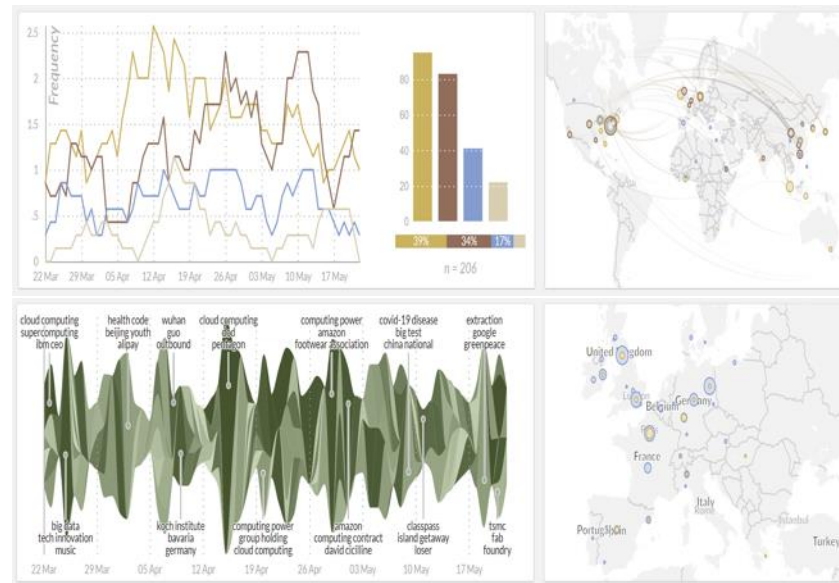 Frequency
2.5
2
1.5
1
.5
0
22 Mar 29 Mar 05 Apr 12 Apr 19 Apr 26 Apr 03 May 10 May 17 May
80
60
40
20
0
39% 34% 17%
n = 206
cloud computing
supercomputing
ibm ceo
health code
beijing youth
alipay
wuhan
guo
outbound
cloud computing
pentagon
computing power
amazon
footwear association
covid-19 disease
big test
china national
extraction
google
greenpeace
big data
tech innovation
music
koch institute
bavaria
germany
computing power
group holding
cloud computing
amazon
computing contract
david cicilline
classpass
island getaway
loser
tsmc
fab
foundry
22 Mar 29 Mar 05 Apr 12 Apr 19 Apr 26 Apr 03 May 10 May 17 May
United Kingdom
London
Belgium
Germany
France
Italy
Rome
Portugal
Spain
Istanbul
Turkey